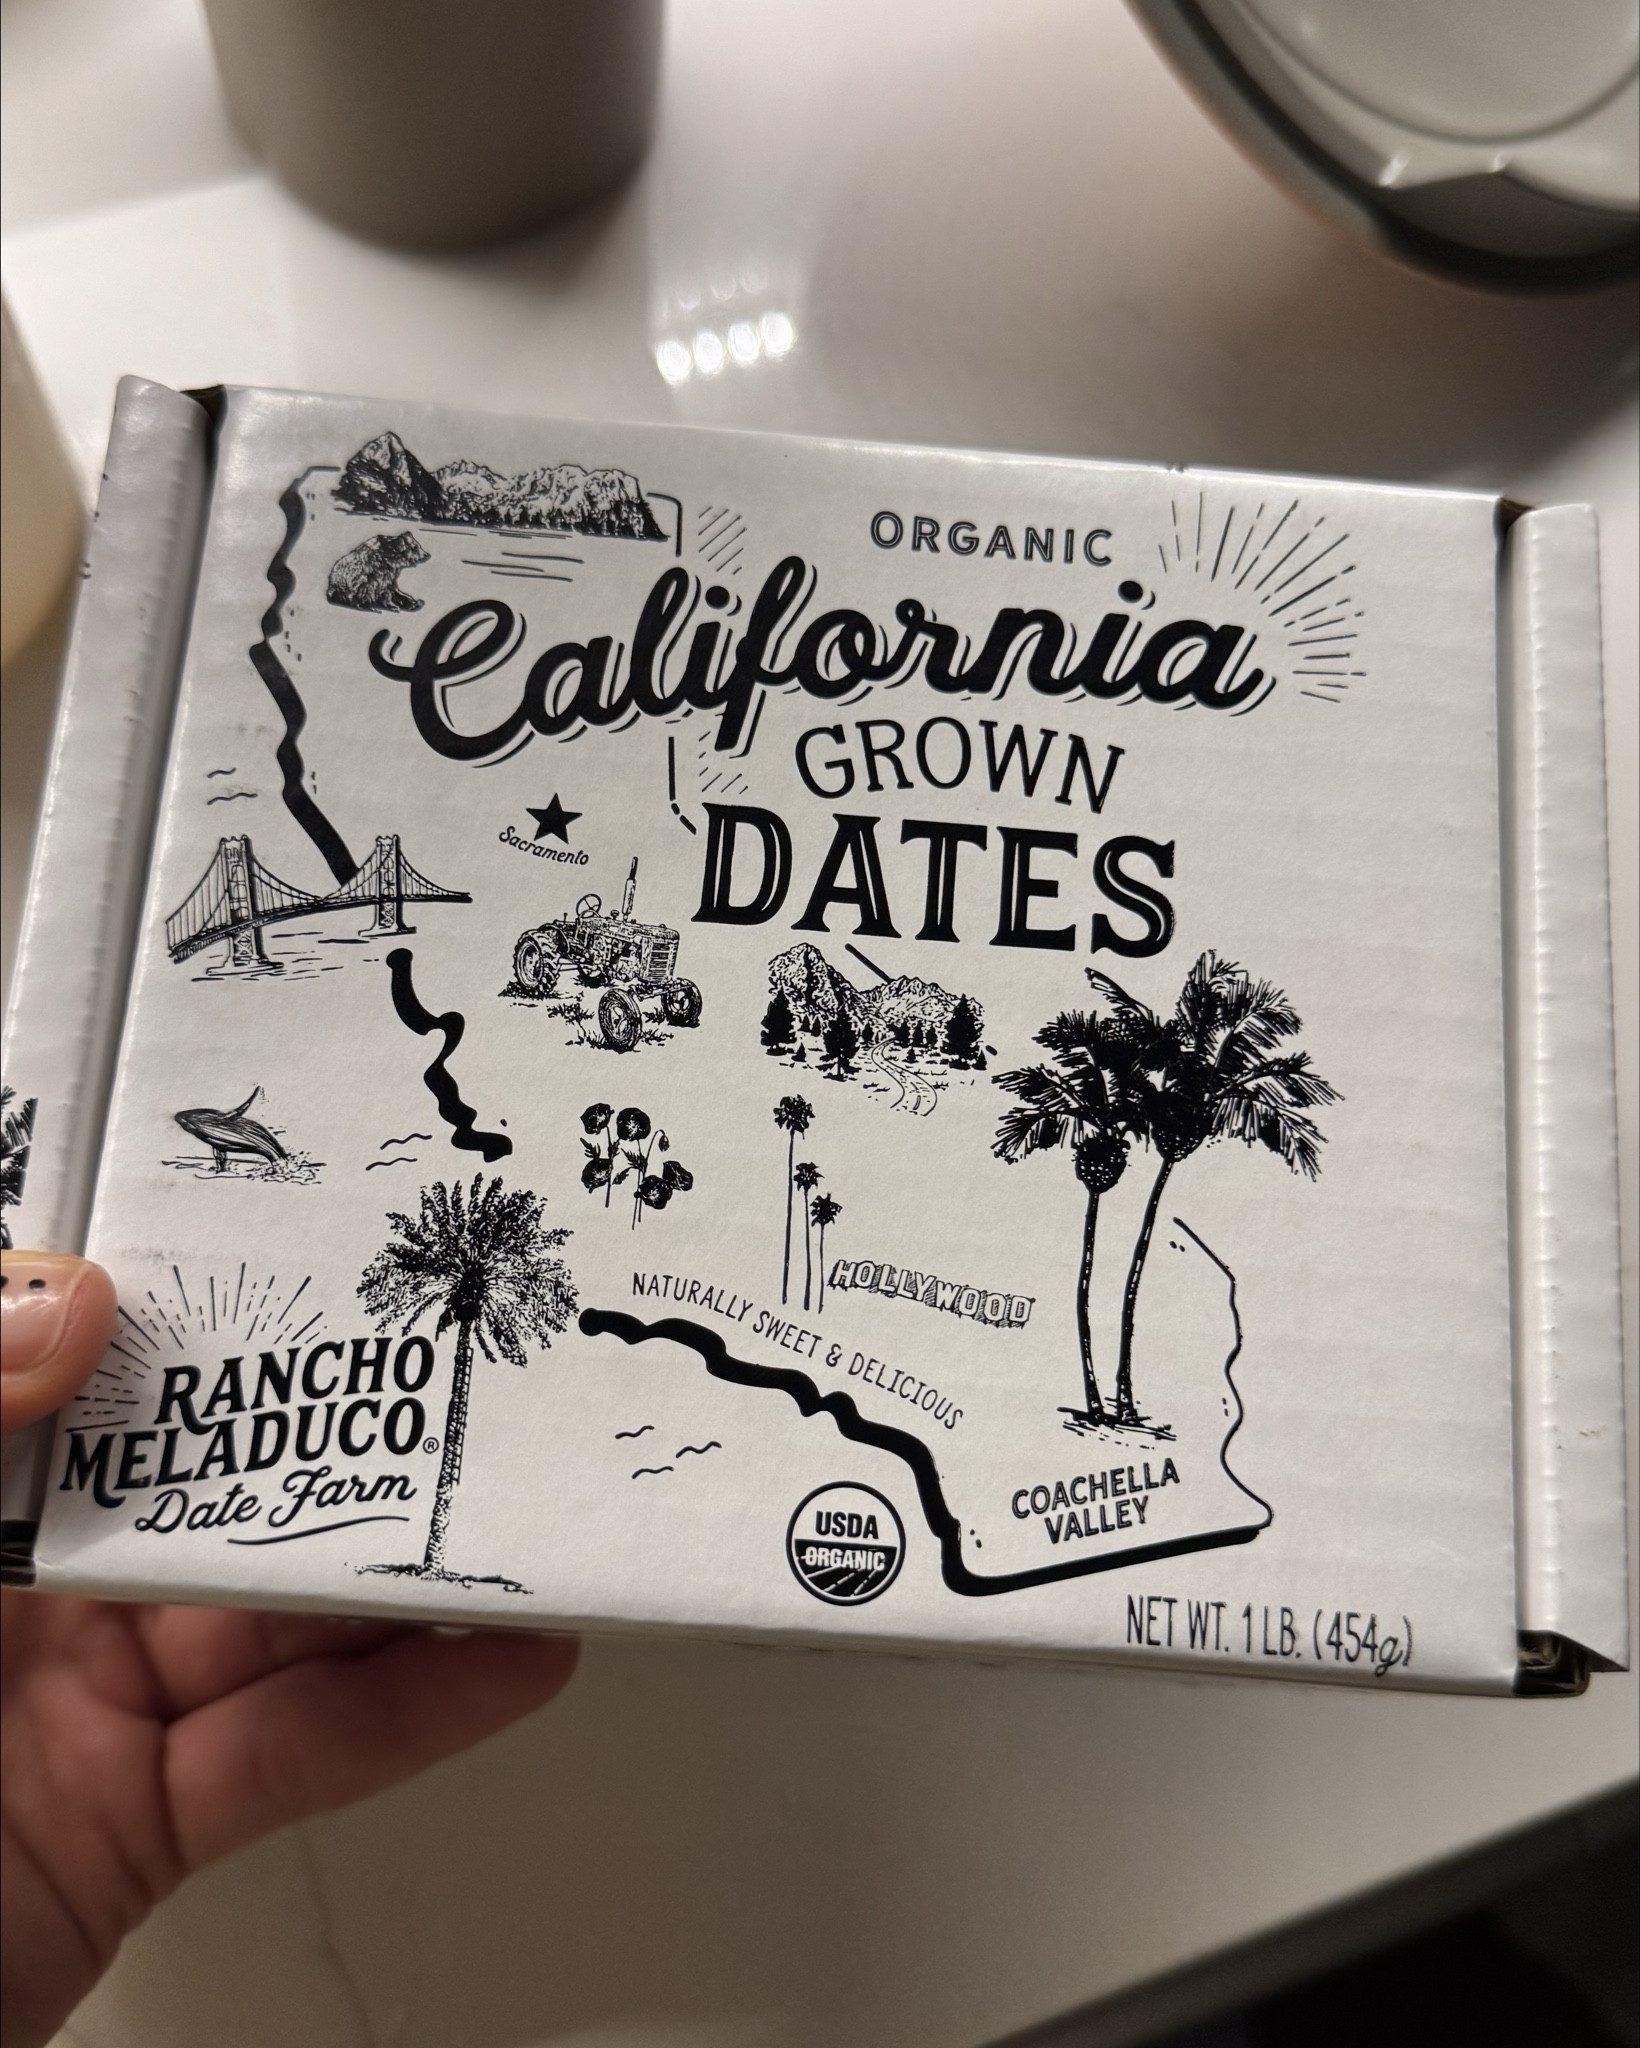 ORGANIC
California
GROWN
DATES
Sacramento
HOLLYWOOD
NATURALLY SWEET & DELICIOUS
RANCHO
MELADUCO®
Date Farm
COACHELLA
VALLEY
USDA
ORGANIC
NET WT. 1 LB. (454g)